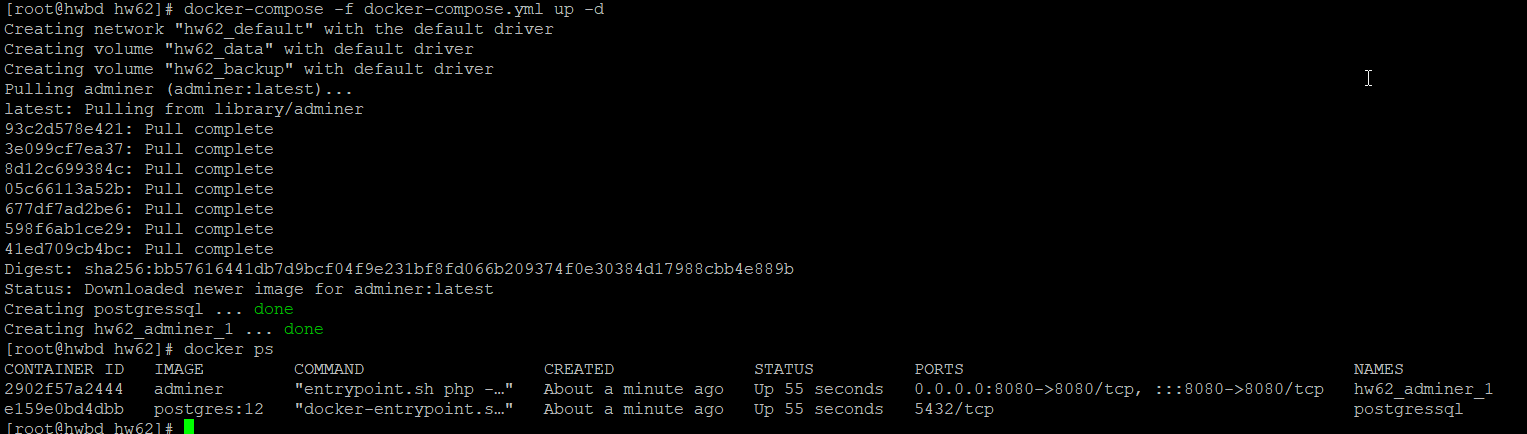 [root@hwbd hw62]# docker-compose -f docker-compose.yml up -d
Creating network "hw62_default" with the default driver
Creating volume "hw62_data" with default driver
Creating volume "hw62_backup" with default driver
Pulling adminer (adminer:latest)...
latest: Pulling from library/adminer
93c2d578e421: Pull complete
3e099cf7ea37: Pull complete
8d12c699384c: Pull complete
05c66113a52b: Pull complete
677df7ad2be6: Pull complete
598f6ab1ce29: Pull complete
41ed709cb4bc: Pull complete
Digest: sha256:bb57616441db7d9bcf04f9e231bf8fd066b209374f0e30384d17988cbb4e889b
Status: Downloaded newer image for adminer:latest
Creating postgressql ... done
Creating hw62_adminer_1 ... done
[root@hwbd hw62]# docker ps
CONTAINER ID   IMAGE         COMMAND                  CREATED              STATUS          PORTS                                       NAMES
2902f57a2444   adminer       "entrypoint.sh php -…"   About a minute ago   Up 55 seconds   0.0.0.0:8080->8080/tcp, :::8080->8080/tcp   hw62_adminer_1
e159e0bd4dbb   postgres:12   "docker-entrypoint.s…"   About a minute ago   Up 55 seconds   5432/tcp                                    postgressql
[root@hwbd hw62]#